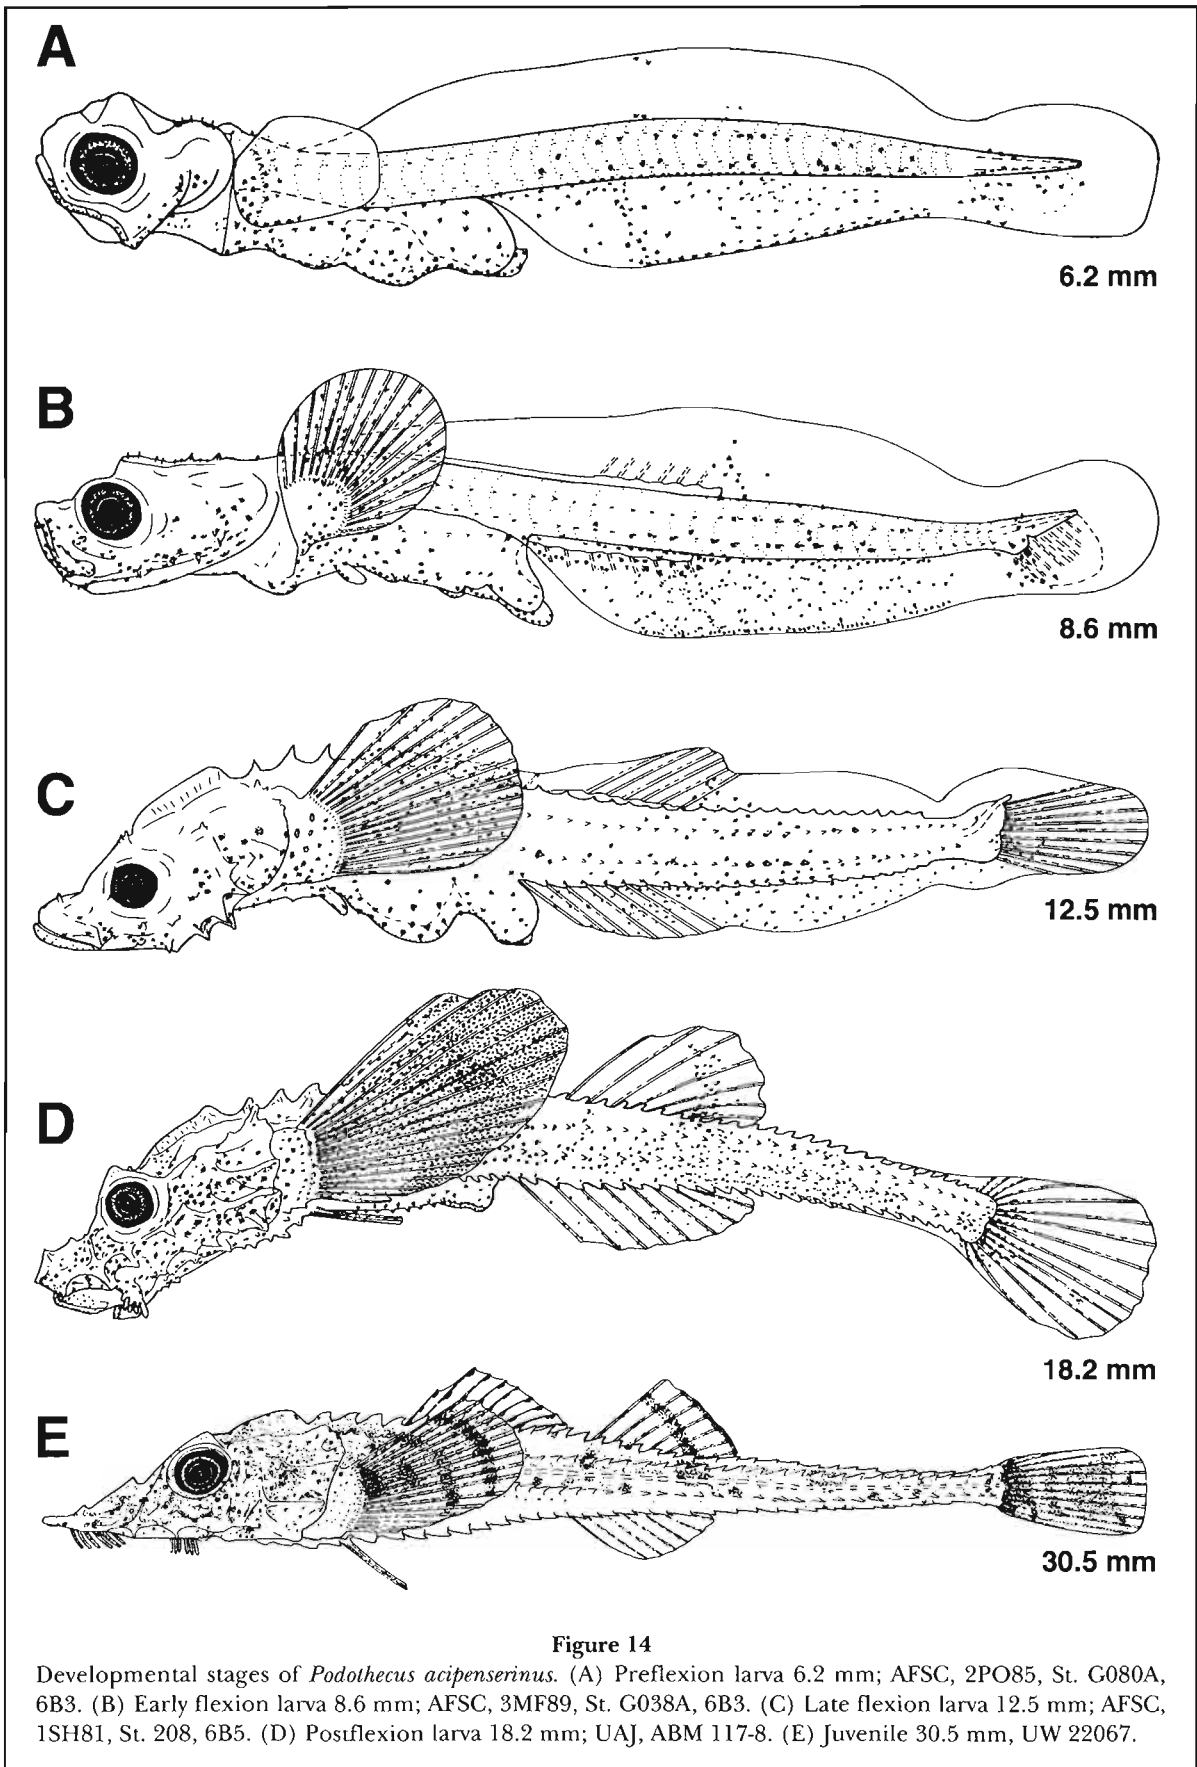 A
6.2 mm
B
8.6 mm
C
12.5 mm
D
18.2 mm
E
30.5 mm
Figure 14
Developmental stages of Podothecus acipenserinus. (A) Preflexion larva 6.2 mm; AFSC, 2PO85, St. G080A,
6B3. (B) Early flexion larva 8.6 mm; AFSC, 3MF89, St. G038A, 6B3. (C) Late flexion larva 12.5 mm; AFSC,
1SH81, St. 208, 6B5. (D) Postflexion larva 18.2 mm; UAJ, ABM 117-8. (E) Juvenile 30.5 mm, UW 22067.